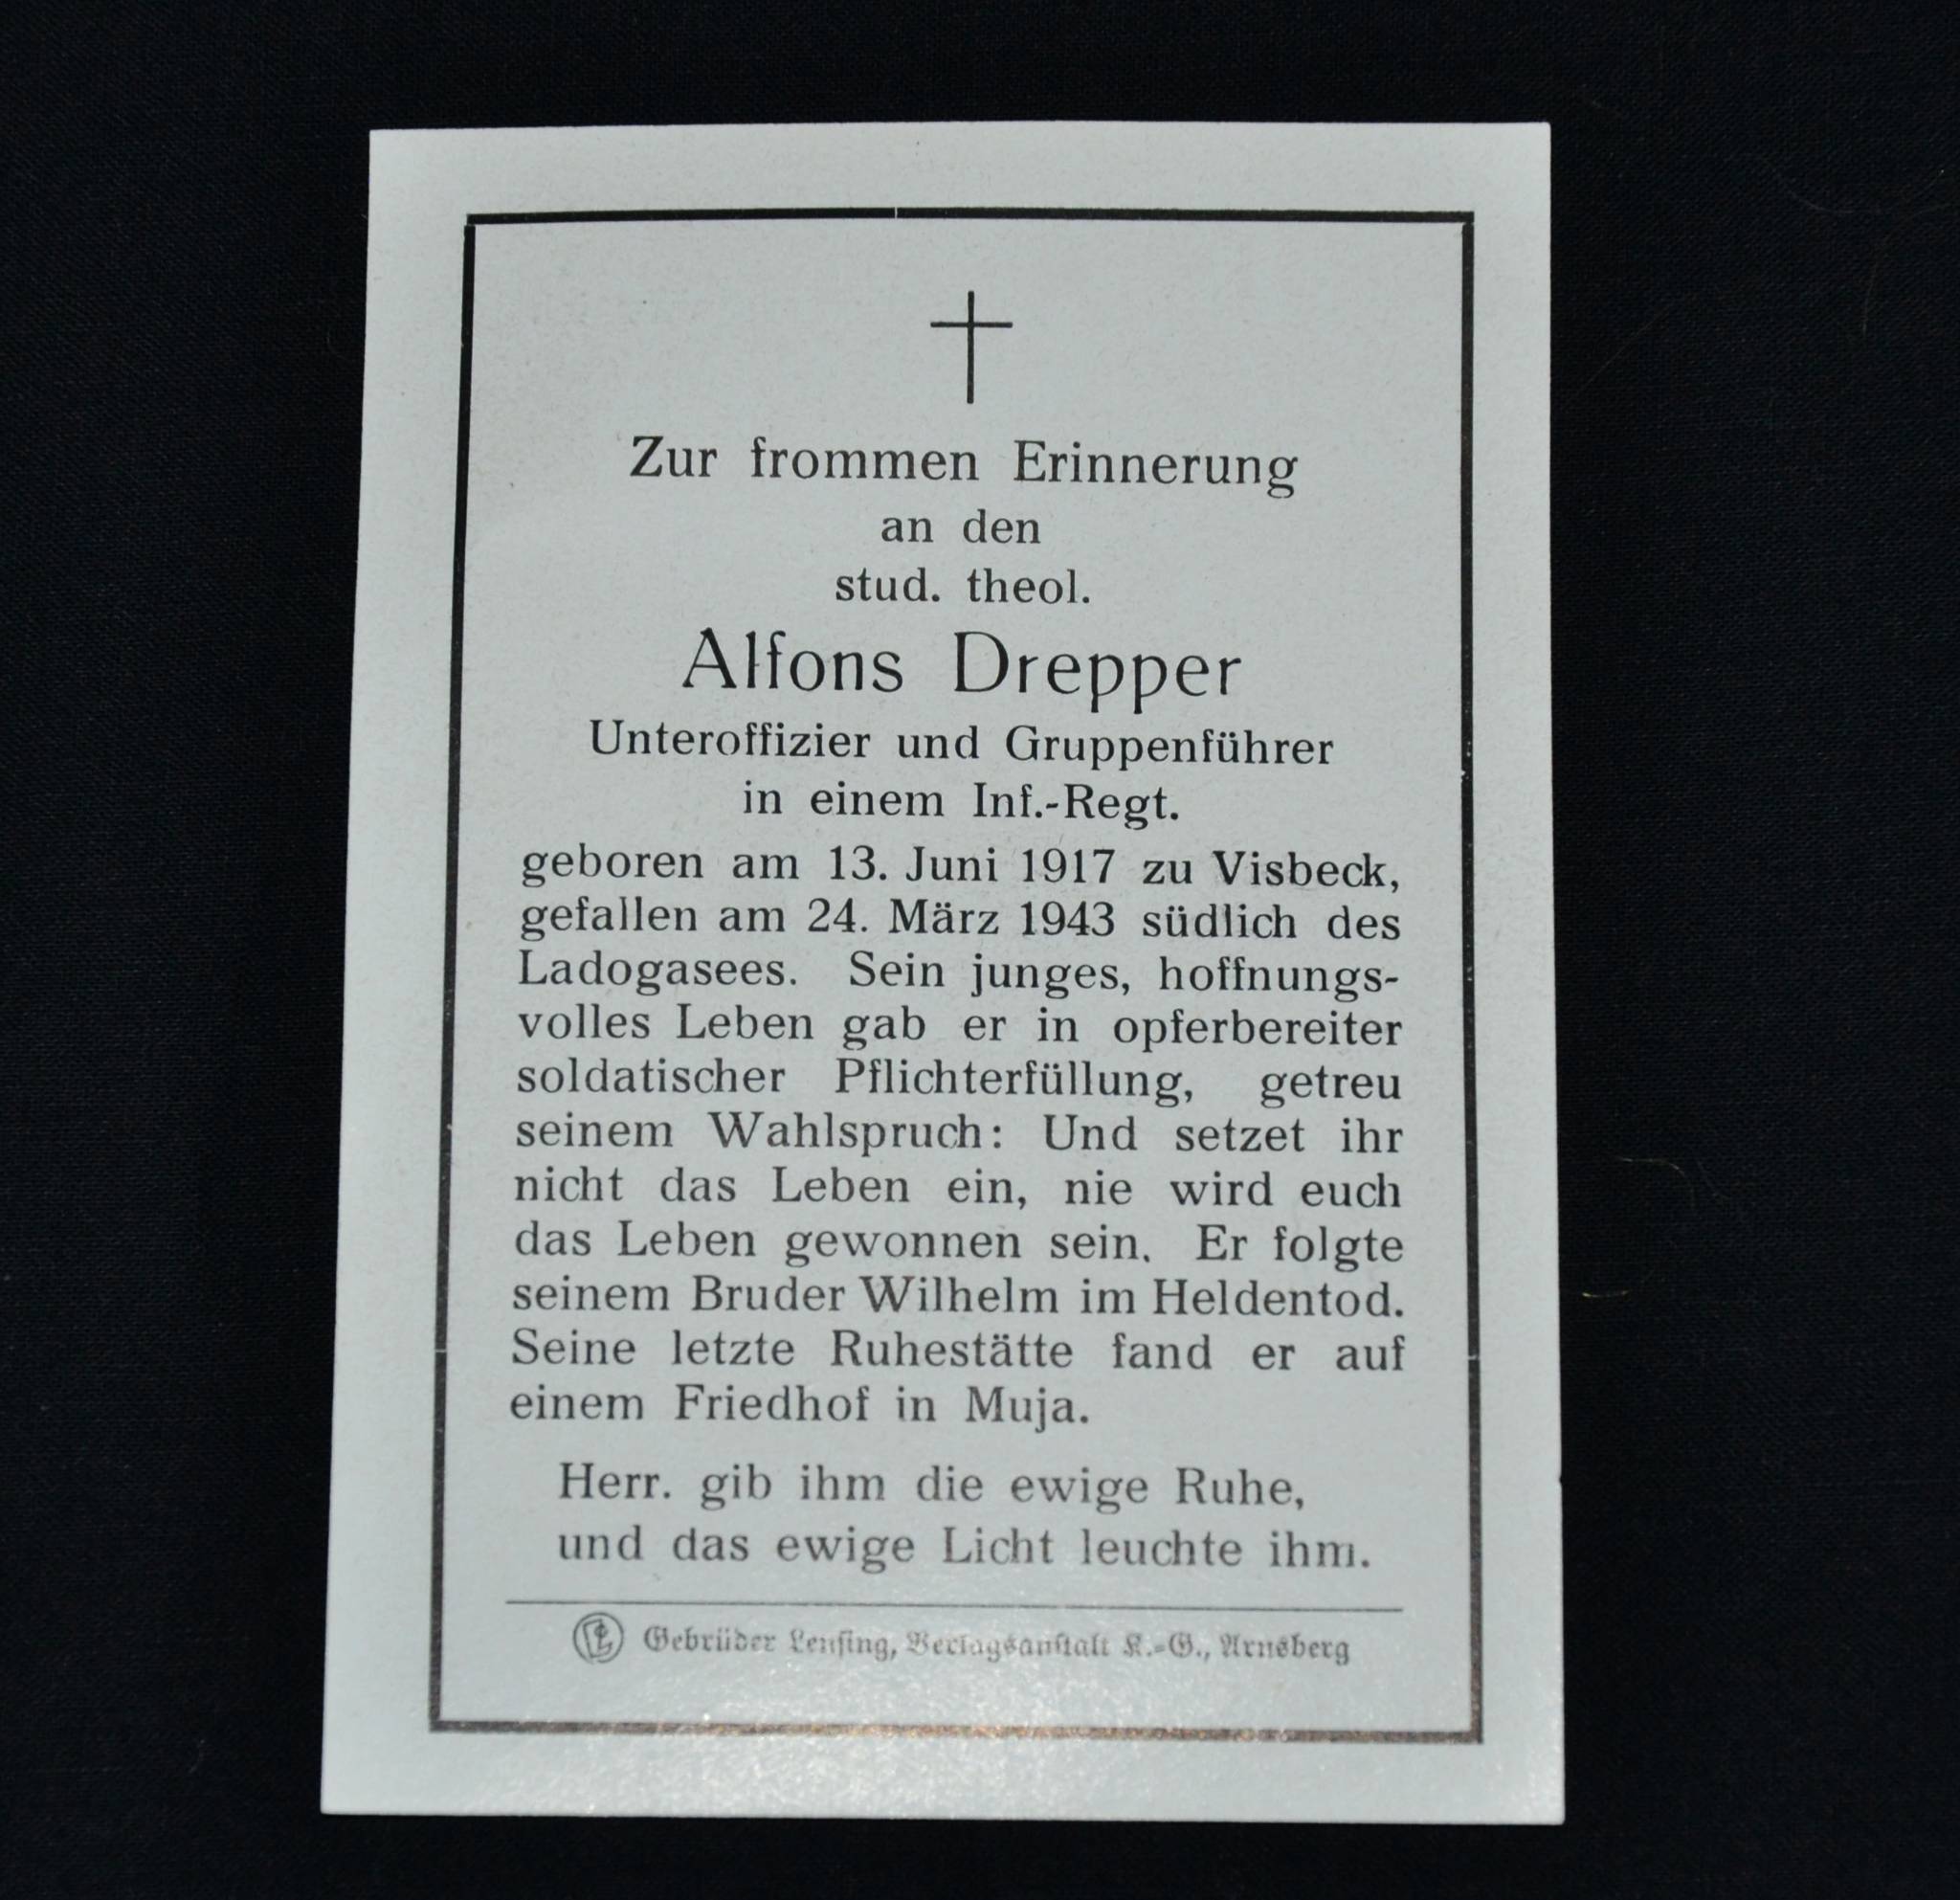 Zur frommen Erinnerung
an den
stud. theol.
Alfons Drepper
Unteroffizier und Gruppenführer
in einem Inf.-Regt.
geboren am 13. Juni 1917 zu Visbeck,
gefallen am 24. März 1943 südlich des
Ladogasees. Sein junges, hoffnungs-
volles Leben gab er in opferbereiter
soldatischer Pflichterfüllung, getreu
seinem Wahlspruch: Und setzet ihr
nicht das Leben ein, nie wird euch
das Leben gewonnen sein. Er folgte
seinem Bruder Wilhelm im Heldentod.
Seine letzte Ruhestätte fand er auf
einem Friedhof in Muja.
Herr. gib ihm die ewige Ruhe,
und das ewige Licht leuchte ihm.
Gebrüder Lensing, Verlagsanstalt K.-G., Arnsberg